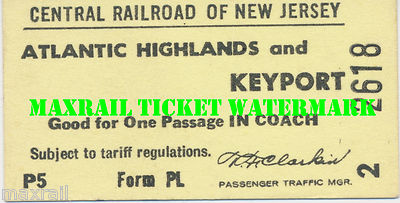 CENTRAL RAILROAD OF NEW JERSEY
ATLANTIC HIGHLANDS and
KEYPORT
MAXRAIL TICKET WATERMARK
Good for One Passage IN COACH
Subject to tariff regulations.
P5 Form PL
PASSENGER TRAFFIC MGR.
2 2618
maxrail